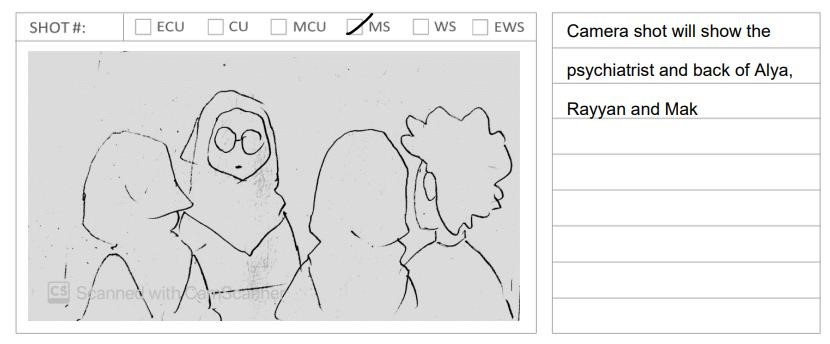 SHOT #: ECU CU MCU MS WS EWS
Camera shot will show the
psychiatrist and back of Alya,
Rayyan and Mak
CS Scanned with CamScanner